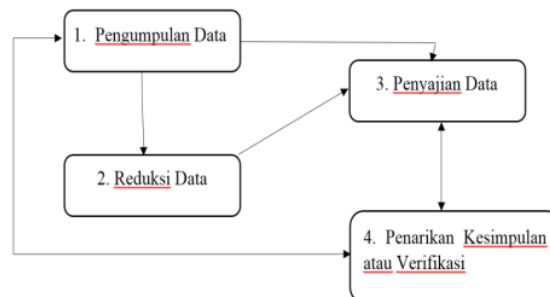 1. Pengumpulan Data
3. Penyajian Data
2. Reduksi Data
4. Penarikan Kesimpulan
atau Verifikasi